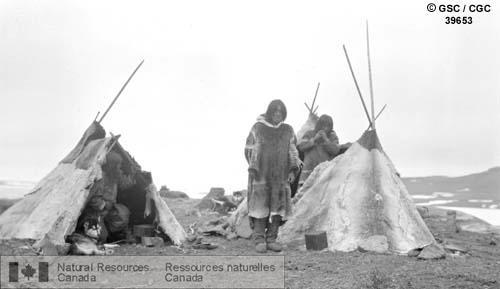 © GSC / CGC
39653
Natural Resources Ressources naturelles
Canada Canada